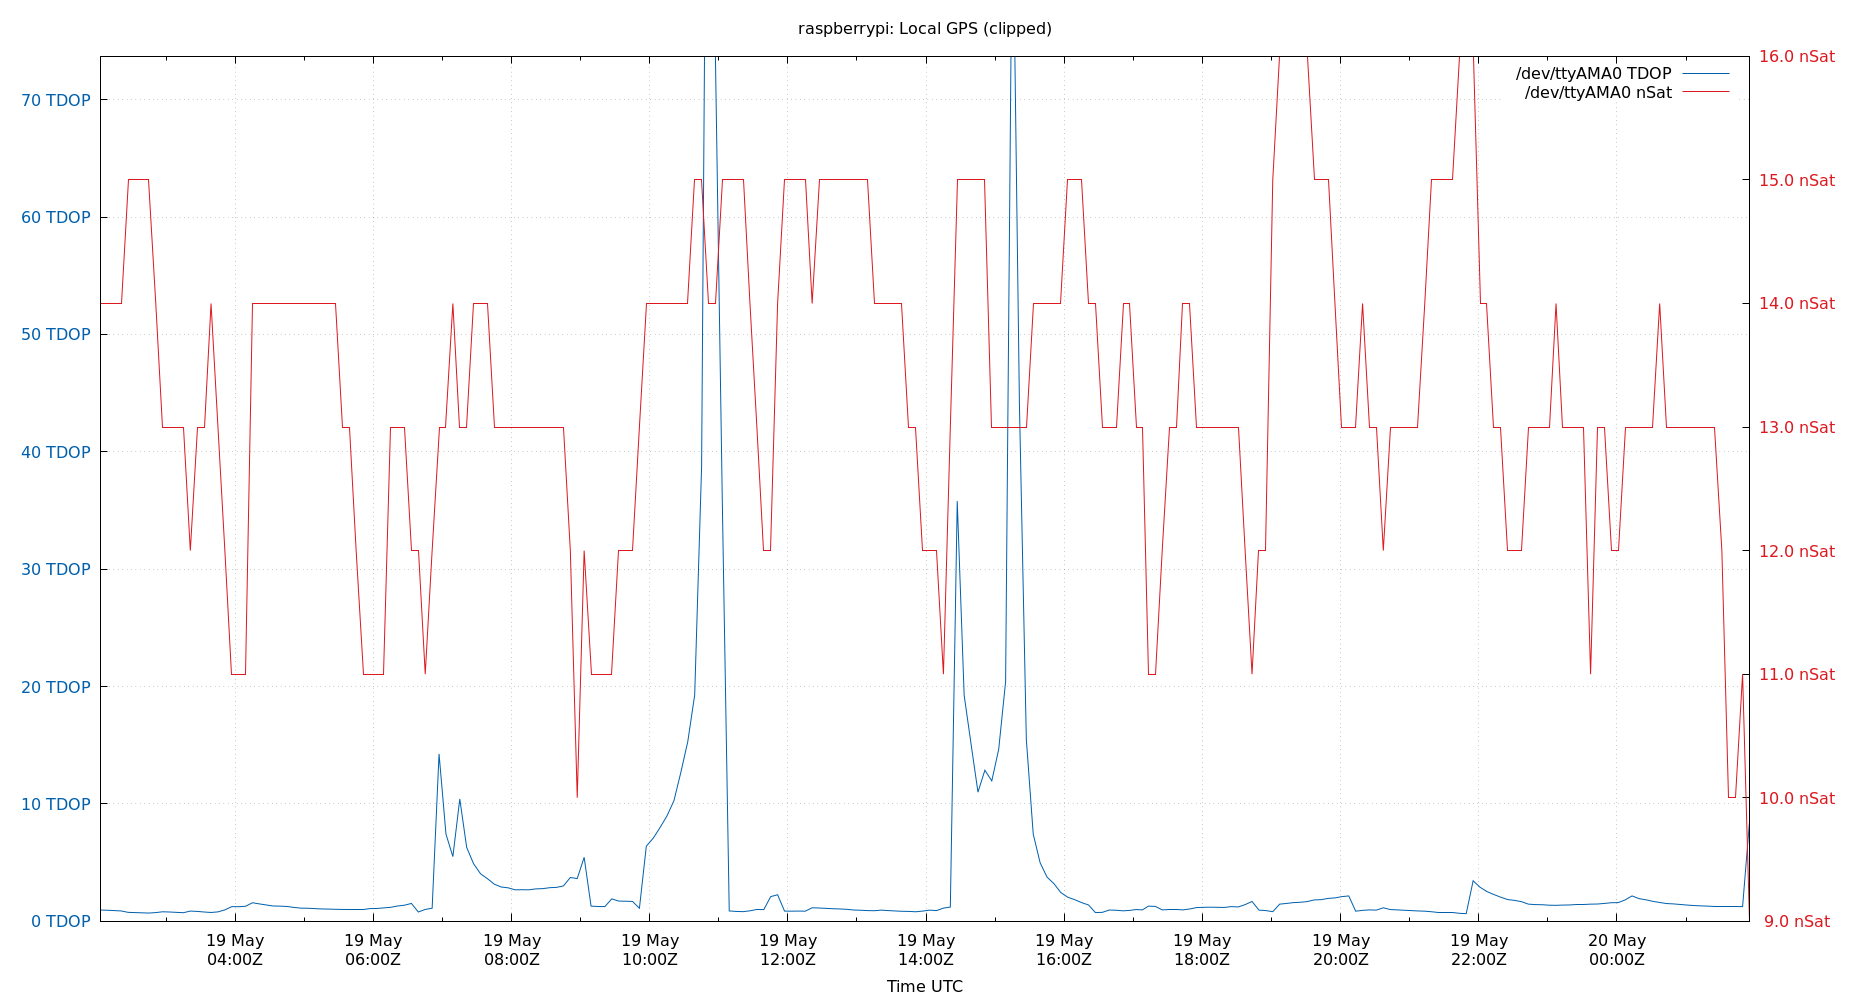 raspberrypi: Local GPS (clipped)
/dev/ttyAMA0 TDOP
/dev/ttyAMA0 nSat
70 TDOP
60 TDOP
50 TDOP
40 TDOP
30 TDOP
20 TDOP
10 TDOP
0 TDOP
16.0 nSat
15.0 nSat
14.0 nSat
13.0 nSat
12.0 nSat
11.0 nSat
10.0 nSat
9.0 nSat
19 May
04:00Z
19 May
06:00Z
19 May
08:00Z
19 May
10:00Z
19 May
12:00Z
19 May
14:00Z
19 May
16:00Z
19 May
18:00Z
19 May
20:00Z
19 May
22:00Z
20 May
00:00Z
Time UTC